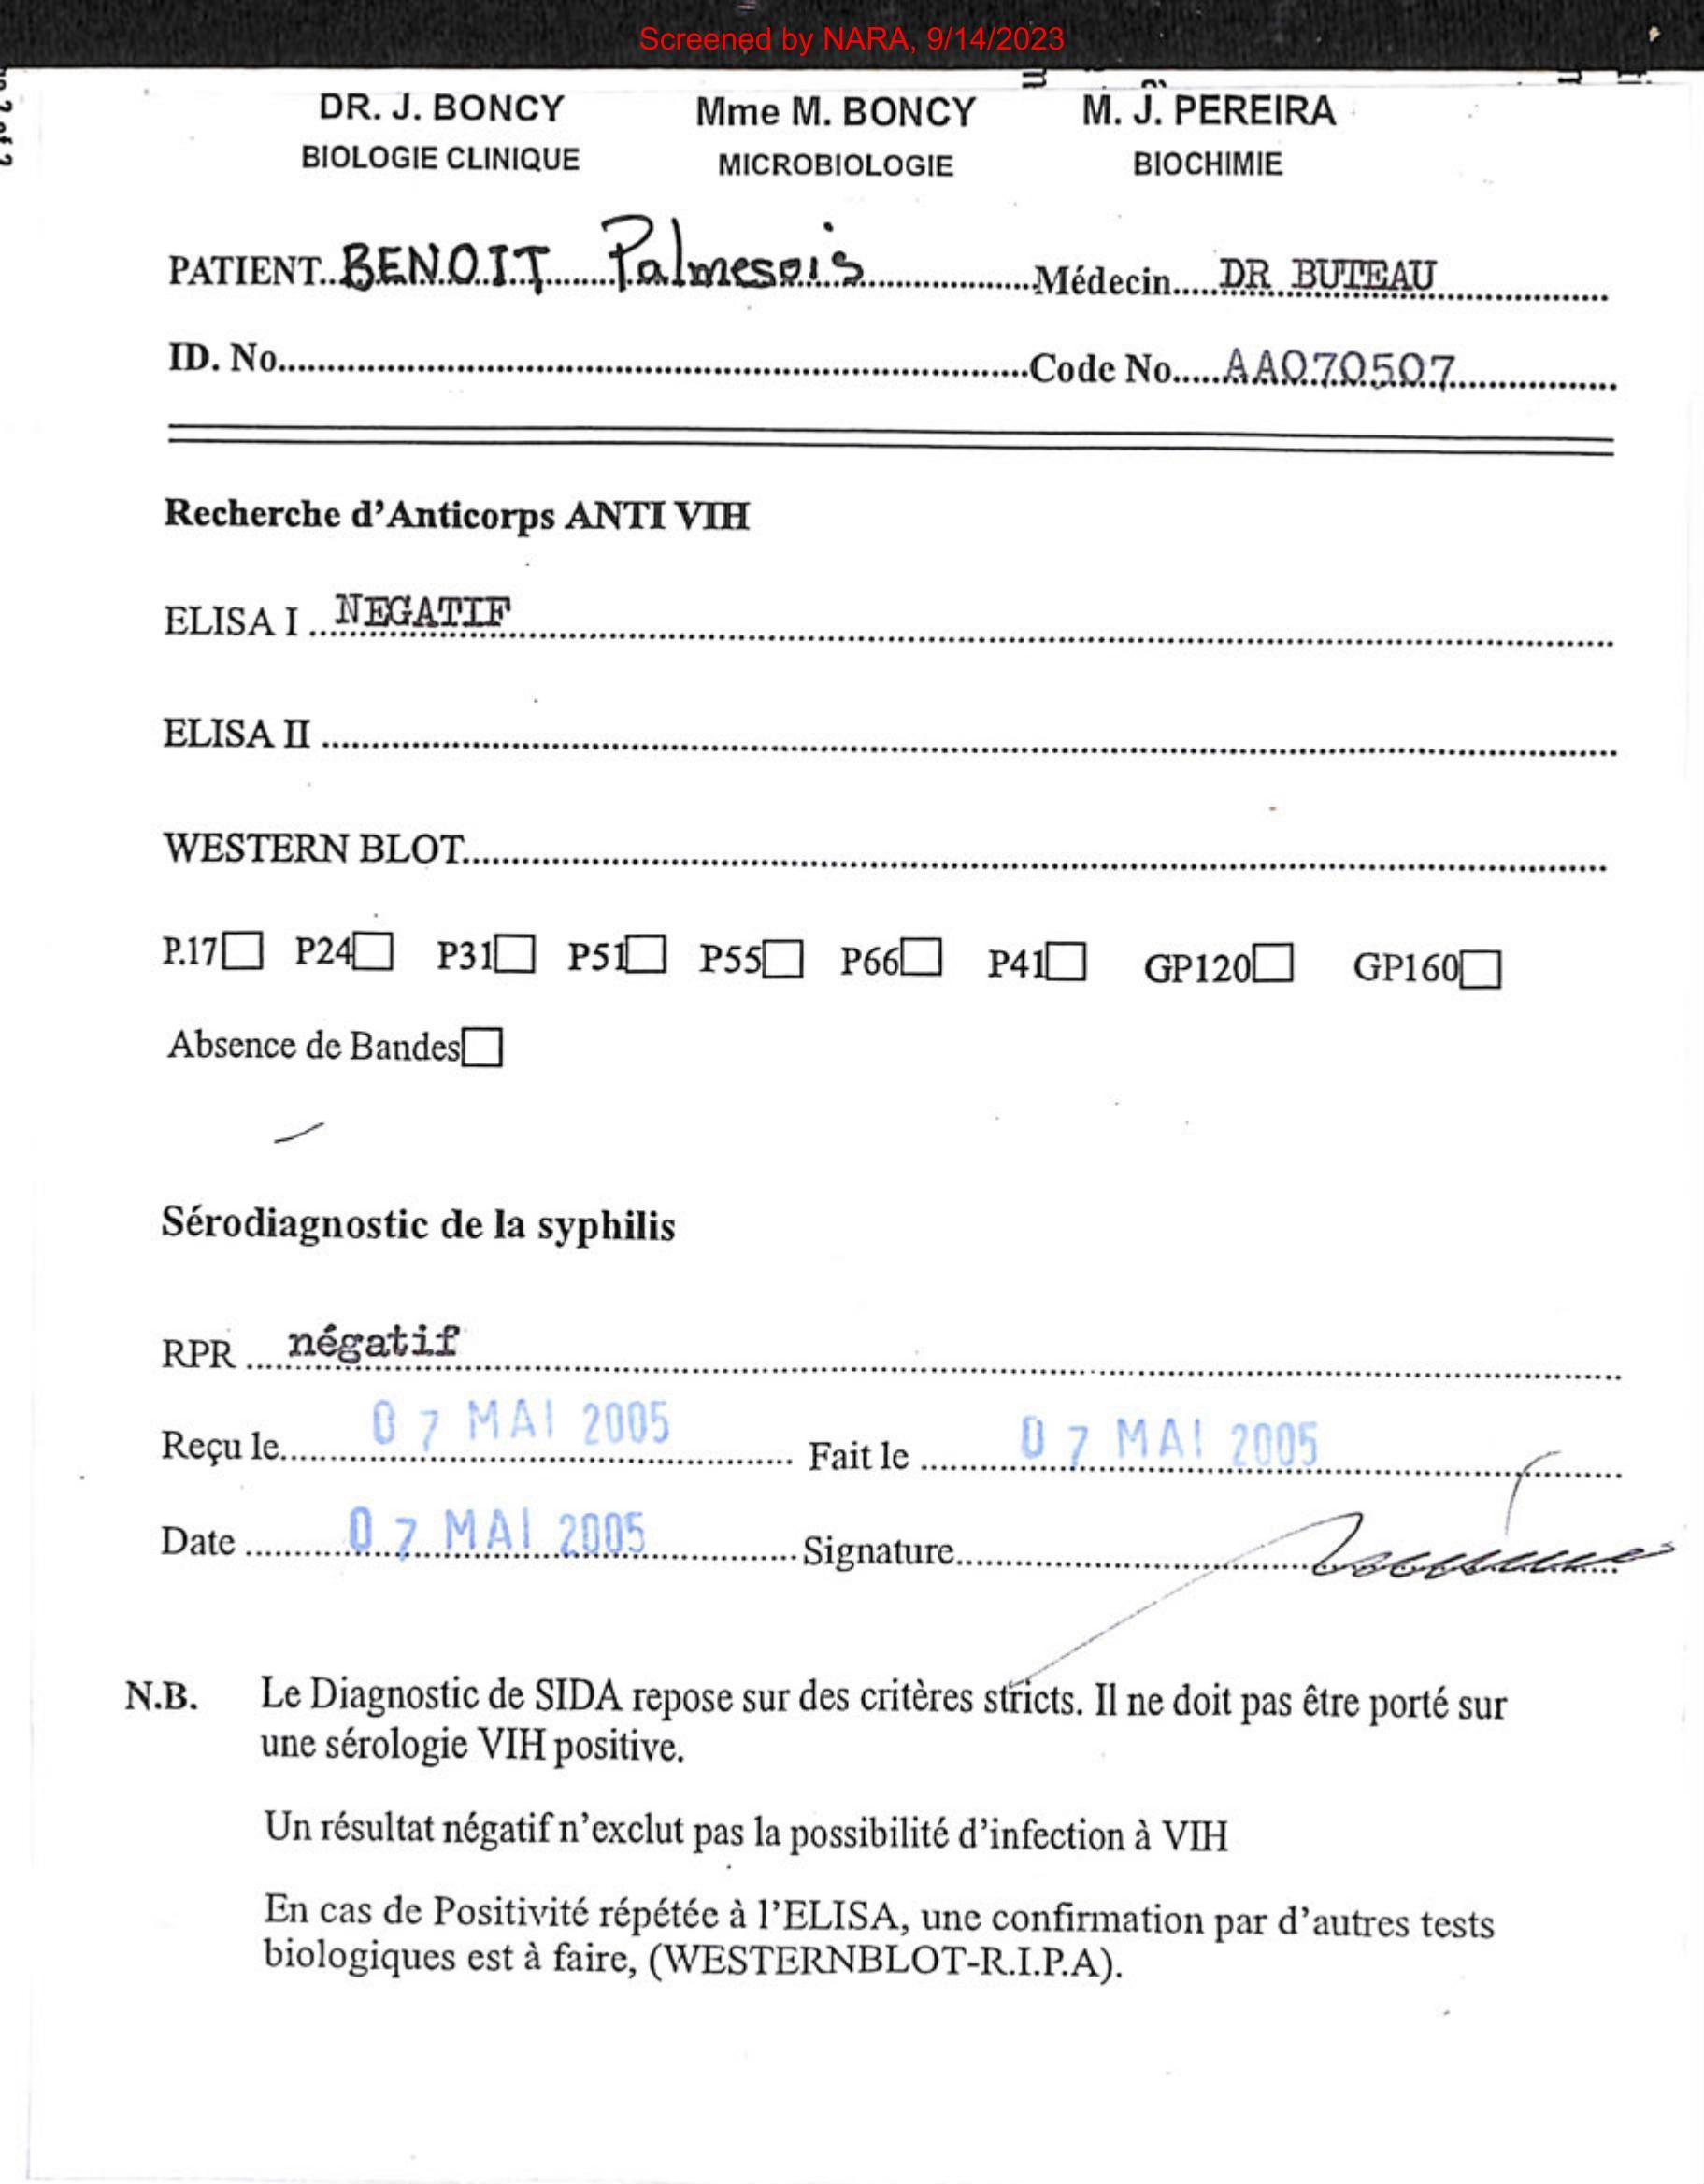 Screened by NARA, 9/14/2023
DR. J. BONCY Mme M. BONCY M. J. PEREIRA
BIOLOGIE CLINIQUE MICROBIOLOGIE BIOCHIMIE
PATIENT..BENOIT Palmesois Médecin.....DR BUTEAU
ID. No. Code No.....AA070507
Recherche d'Anticorps ANTI VIH
ELISA I .. NEGATIF
ELISA II
WESTERN BLOT
P.17☐ P24☐ P31☐ P51☐ P55☐ P66☐ P41☐ GP120☐ GP160☐
Absence de Bandes☐
Sérodiagnostic de la syphilis
RPR .... négatif
Reçu le.... 07 MAI 2005 Fait le .... 07 MAI 2005
Date .... 07 MAI 2005 Signature....
N.B. Le Diagnostic de SIDA repose sur des critères stricts. Il ne doit pas être porté sur
une sérologie VIH positive.
Un résultat négatif n'exclut pas la possibilité d'infection à VIH
En cas de Positivité répétée à l'ELISA, une confirmation par d'autres tests
biologiques est à faire, (WESTERNBLOT-R.I.P.A).